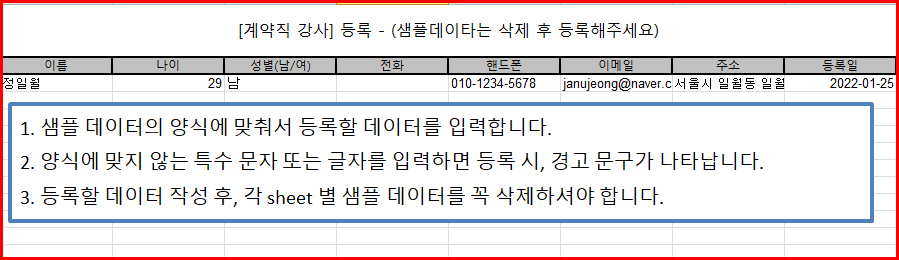 [계약직 강사] 등록 - (샘플데이타는 삭제 후 등록해주세요)
이름 나이 성별(남/여) 전화 핸드폰 이메일 주소 등록일
정일월 29 남 010-1234-5678 janujeong@naver.c 서울시 일월동 일월 2022-01-25
1. 샘플 데이터의 양식에 맞춰서 등록할 데이터를 입력합니다.
2. 양식에 맞지 않는 특수 문자 또는 글자를 입력하면 등록 시, 경고 문구가 나타납니다.
3. 등록할 데이터 작성 후, 각 sheet 별 샘플 데이터를 꼭 삭제하셔야 합니다.